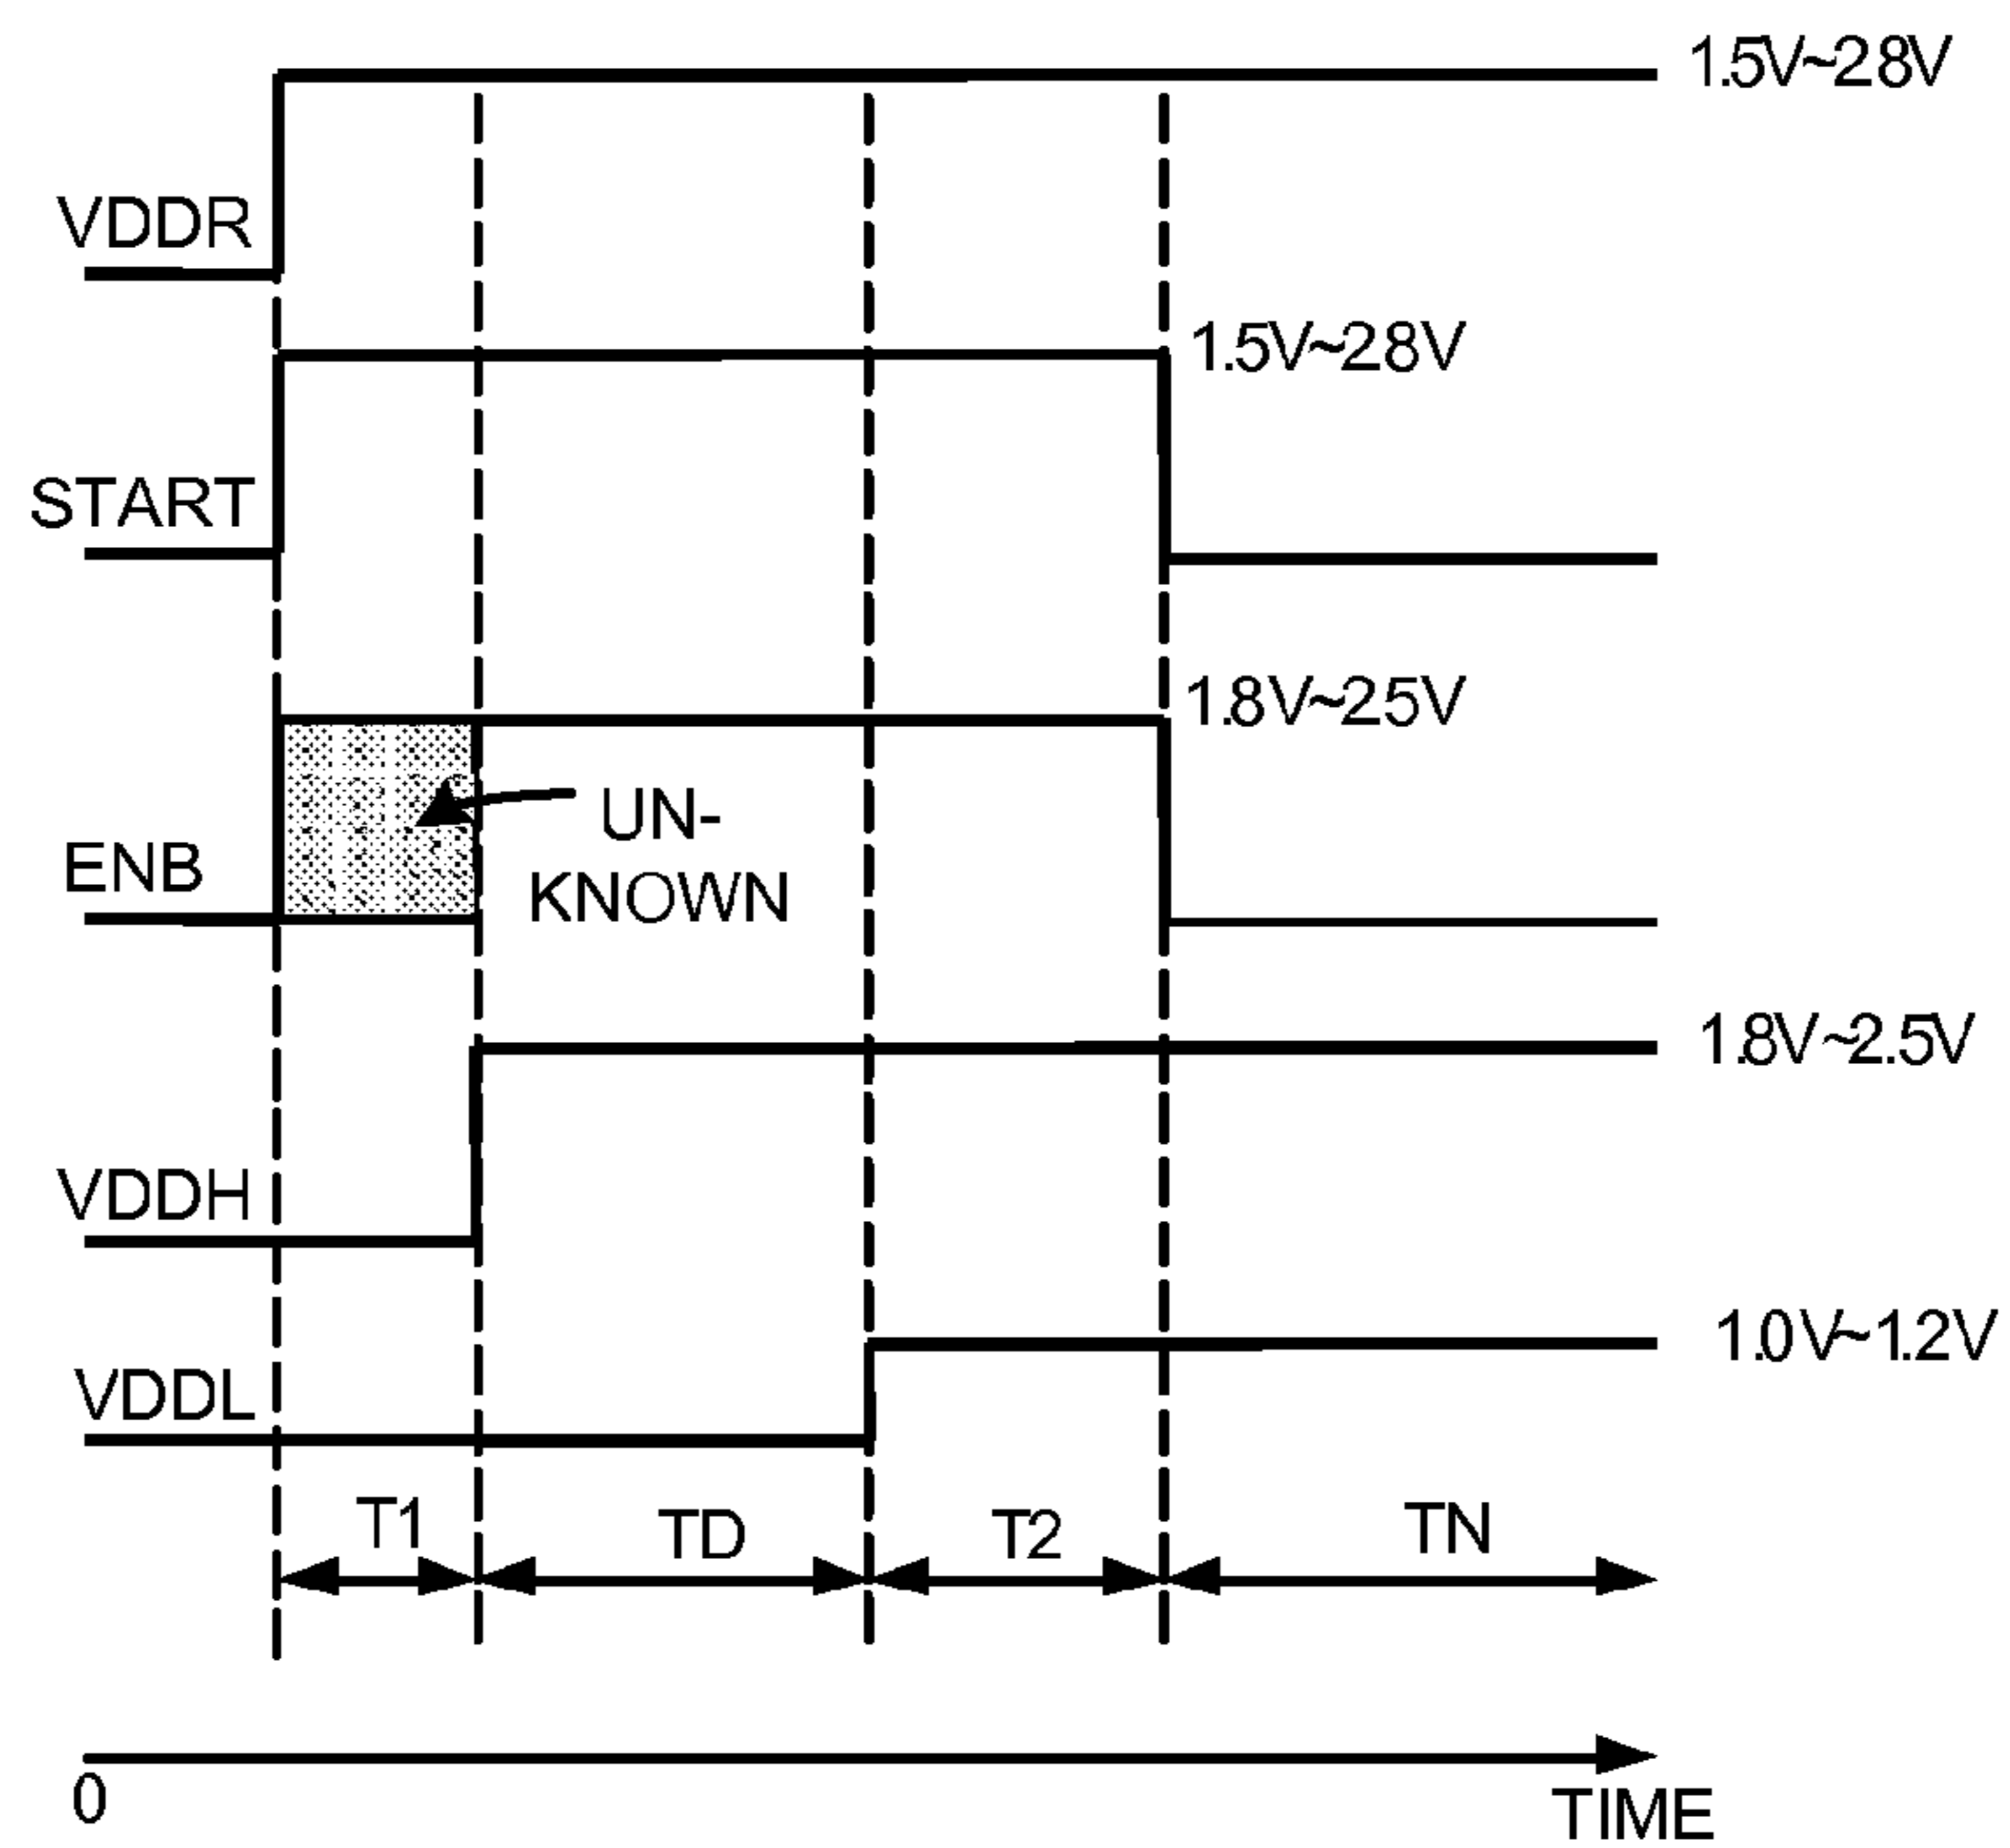 1.5V~28V
VDDR
1.5V~28V
START
1.8V~25V
UN-
ENB
KNOWN
1.8V~2.5V
VDDH
1.0V~1.2V
VDDL
T1
TD
T2
TN
0
TIME